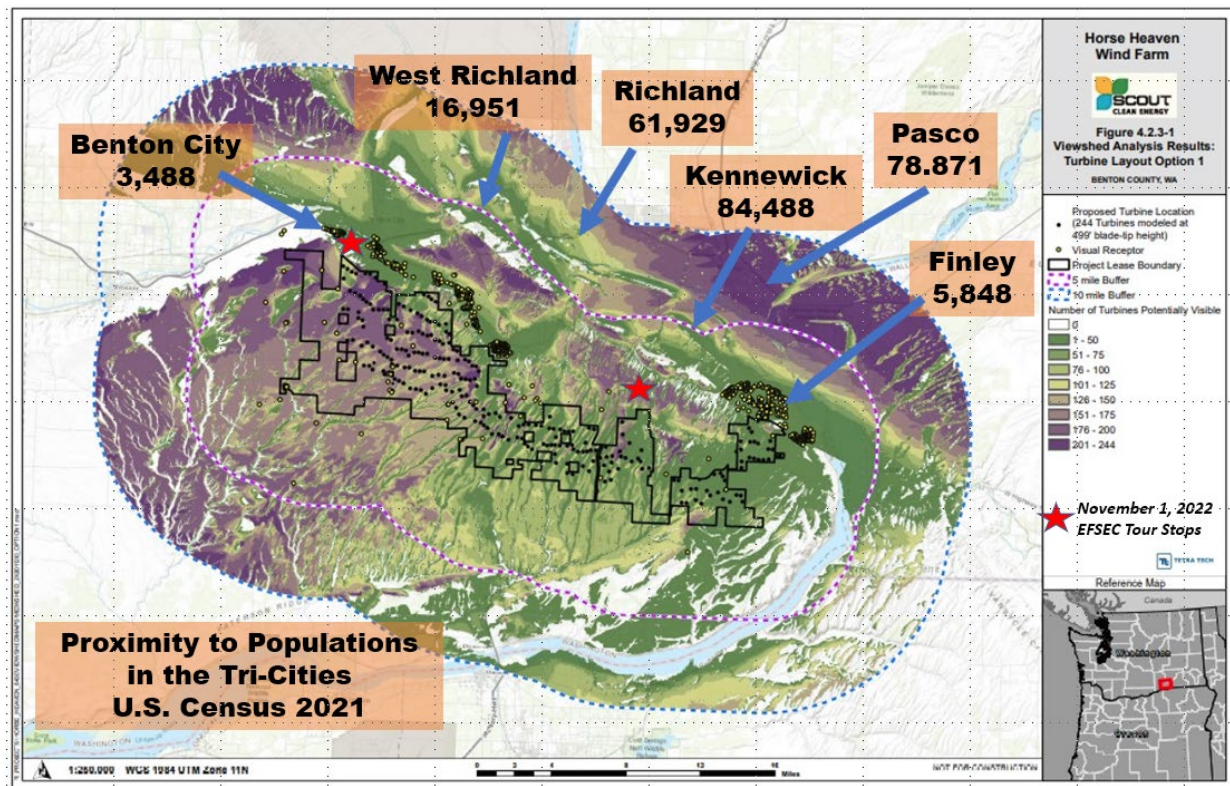 West Richland
16,951
Richland
61,929
Benton City
3,488
Pasco
78.871
Kennewick
84,488
Finley
5,848
Proximity to Populations
in the Tri-Cities
U.S. Census 2021
1:250,000 WGS 1984 UTM Zone 11N
Miles
NOT FOR CONSTRUCTION
Horse Heaven
Wind Farm
SCOUT
CLEAN ENERGY
Figure 4.2.3-1
Viewshed Analysis Results:
Turbine Layout Option 1
BENTON COUNTY, WA
Proposed Turbine Location
(244 Turbines modeled at
499' blade-tip height)
Visual Receptor
Project Lease Boundary
5 mile Buffer
10 mile Buffer
Number of Turbines Potentially Visible
0
1 - 50
51 - 75
76 - 100
101 - 125
126 - 150
151 - 175
176 - 200
201 - 244
November 1, 2022
EFSEC Tour Stops
TETRA TECH
Reference Map
Canada
Washington
Oregon